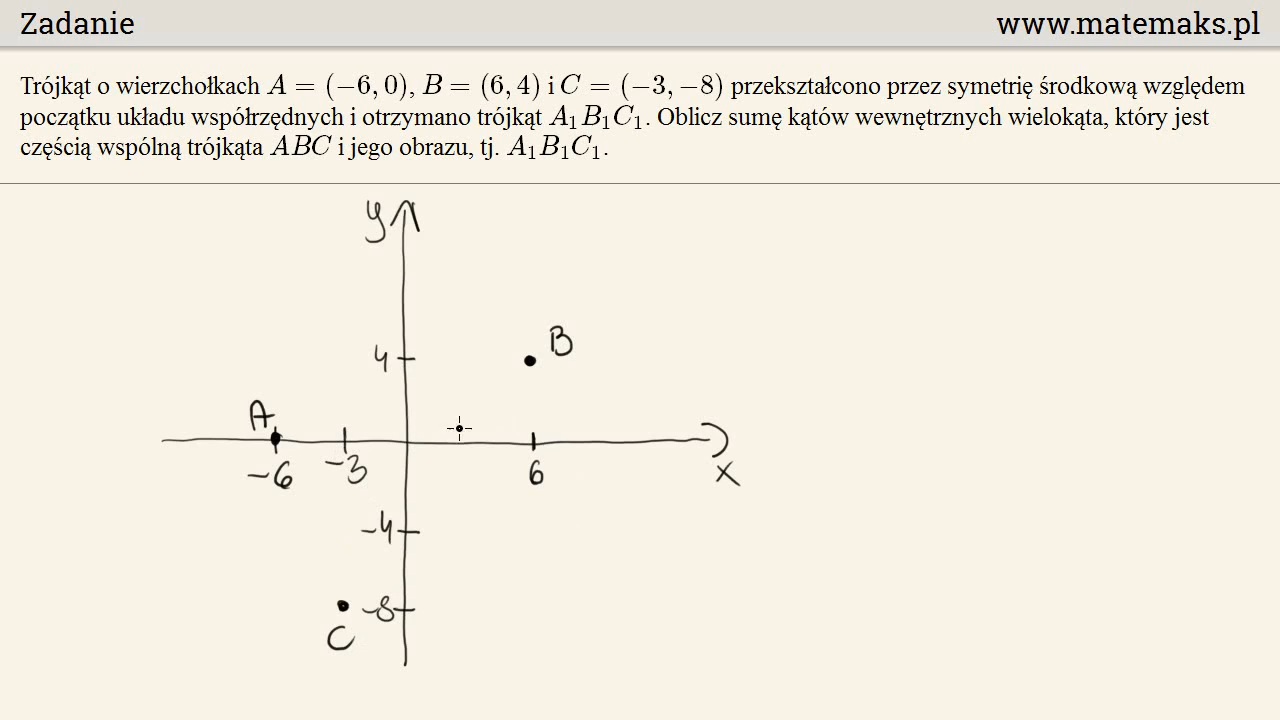 Zadanie www.matemaks.pl
Trójkąt o wierzchołkach A = (−6, 0), B = (6, 4) i C = (−3, −8) przekształcono przez symetrię środkową względem
początku układu współrzędnych i otrzymano trójkąt A₁B₁C₁. Oblicz sumę kątów wewnętrznych wielokąta, który jest
częścią wspólną trójkąta ABC i jego obrazu, tj. A₁B₁C₁.
y
B
4
A
−6 −3 6 x
−4
−8
C